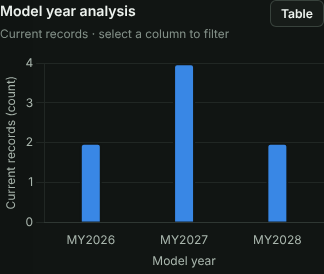 Model year analysis
Table
Current records · select a column to filter
Current records (count)
4
3
2
1
0
MY2026
MY2027
MY2028
Model year